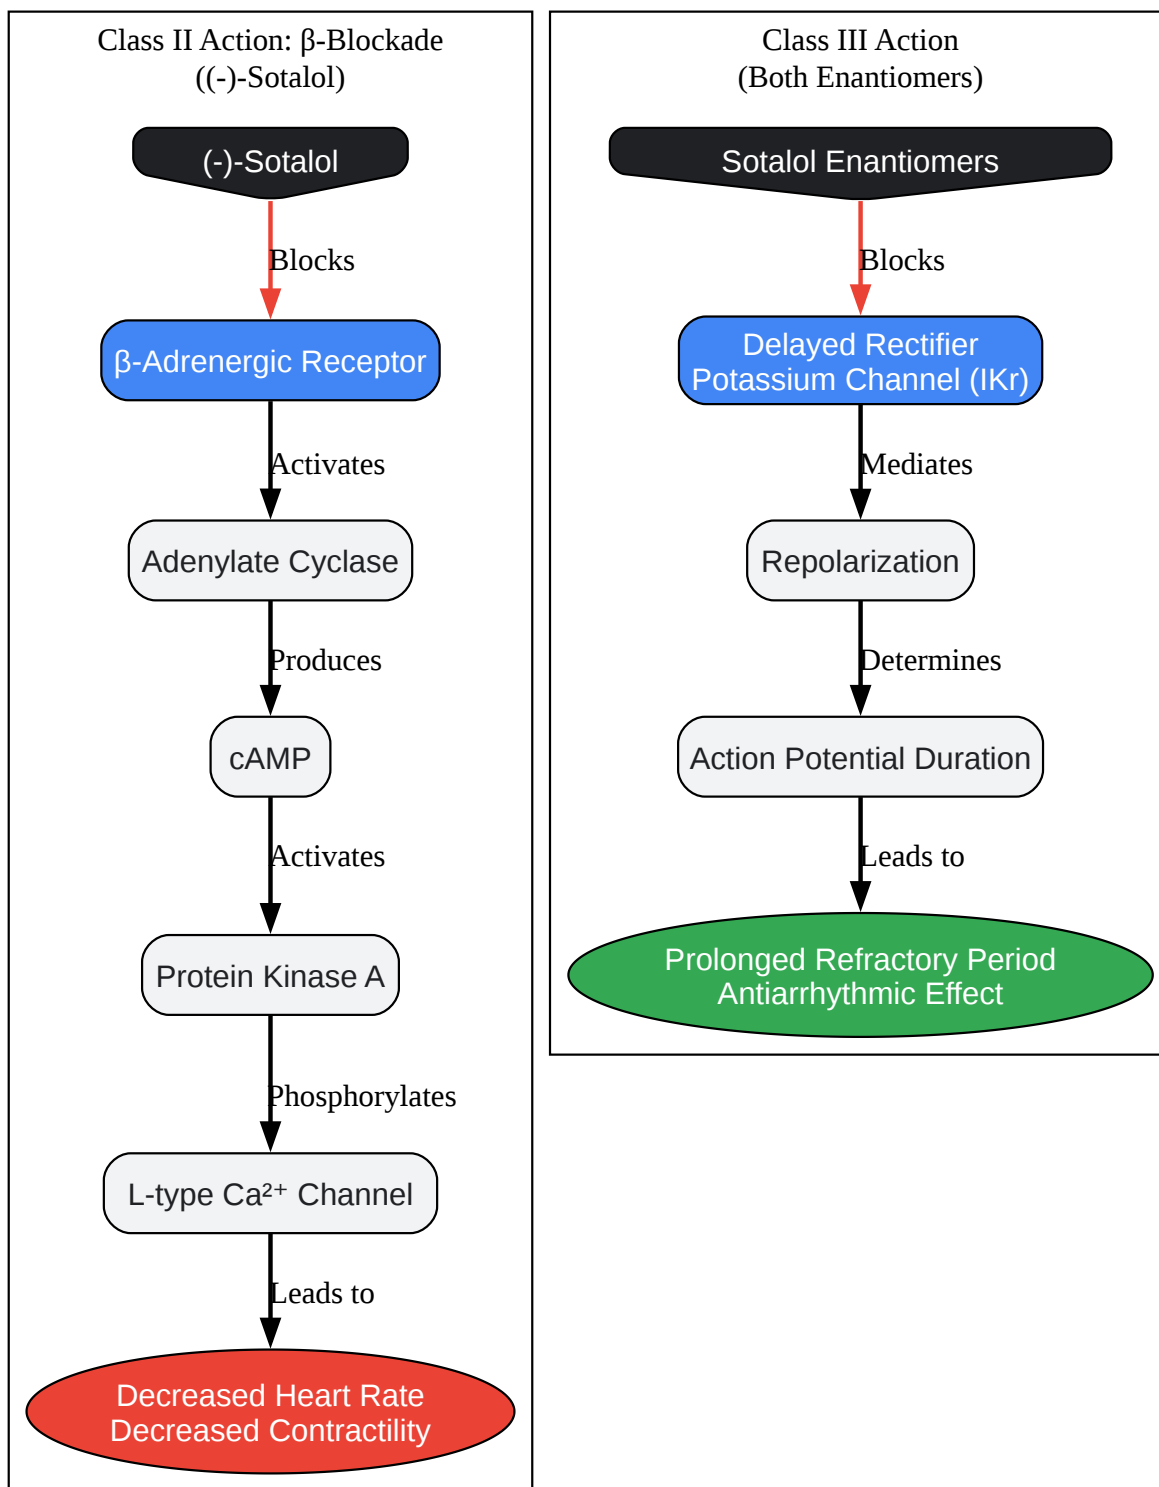 Class II Action: β-Blockade
((-)-Sotalol)
(-)-Sotalol
Blocks
β-Adrenergic Receptor
Activates
Adenylate Cyclase
Produces
cAMP
Activates
Protein Kinase A
Phosphorylates
L-type Ca²⁺ Channel
Leads to
Decreased Heart Rate
Decreased Contractility
Class III Action
(Both Enantiomers)
Sotalol Enantiomers
Blocks
Delayed Rectifier
Potassium Channel (IKr)
Mediates
Repolarization
Determines
Action Potential Duration
Leads to
Prolonged Refractory Period
Antiarrhythmic Effect